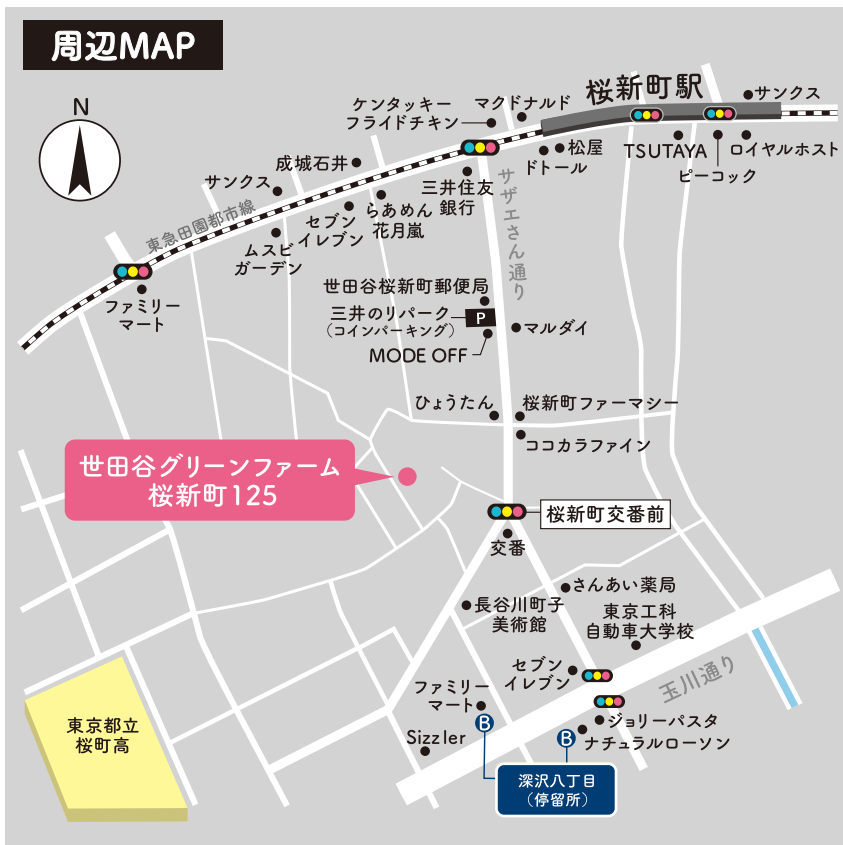 周辺MAP
N
桜新町駅
サンクス
ケンタッキー
フライドチキン
マクドナルド
TSUTAYA
ロイヤルホスト
ピーコック
松屋
ドトール
成城石井
サンクス
三井住友
銀行
サザエさん通り
らあめん
花月嵐
セブン
イレブン
東急田園都市線
ムスビ
ガーデン
ファミリー
マート
世田谷桜新町郵便局
三井のリパーク
(コインパーキング)
P
マルダイ
MODE OFF
ひょうたん
桜新町ファーマシー
ココカラファイン
世田谷グリーンファーム
桜新町125
桜新町交番前
交番
さんあい薬局
長谷川町子
美術館
東京工科
自動車大学校
セブン
イレブン
玉川通り
ファミリー
マート
B
ジョリーパスタ
ナチュラルローソン
B
Sizzler
東京都立
桜町高
深沢八丁目
(停留所)